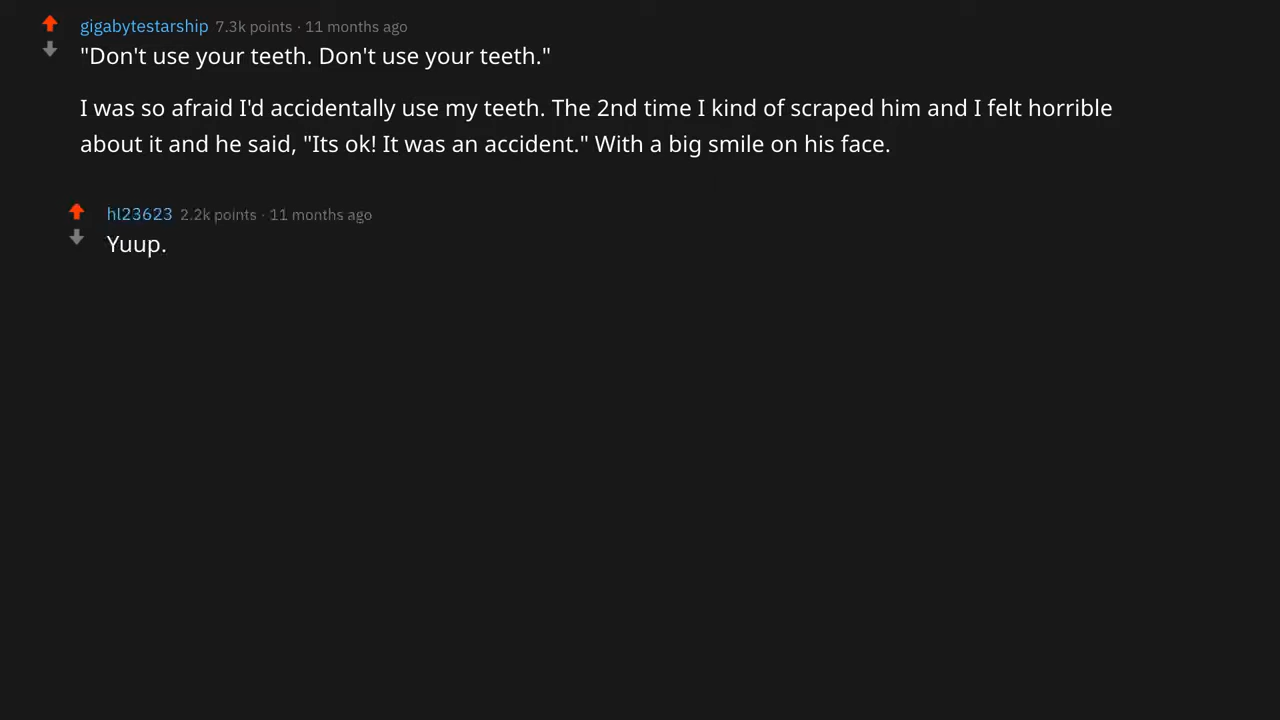 gigabytestarship 7.3k points · 11 months ago
"Don't use your teeth. Don't use your teeth."
I was so afraid I'd accidentally use my teeth. The 2nd time I kind of scraped him and I felt horrible
about it and he said, "Its ok! It was an accident." With a big smile on his face.
hl23623 2.2k points · 11 months ago
Yuup.